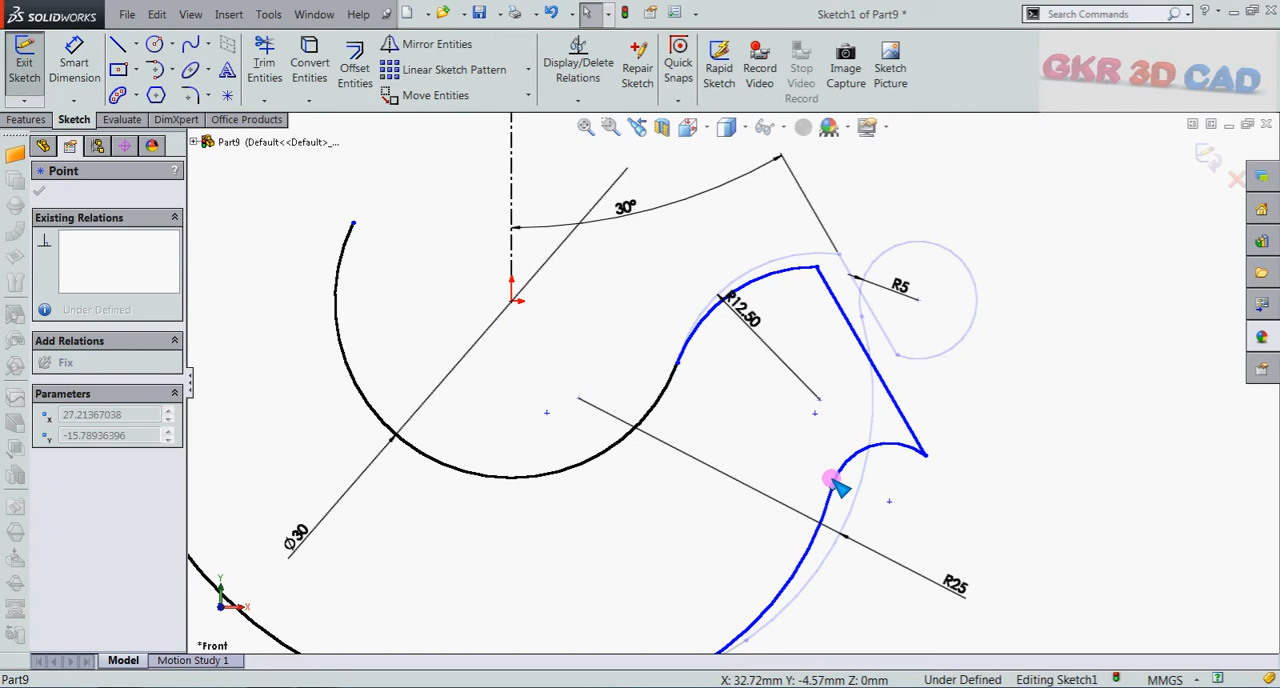 SOLIDWORKS File Edit View Insert Tools Window Help Sketch1 of Part9 * Search Commands ?
Exit Sketch
Smart Dimension
Trim Entities
Convert Entities
Offset Entities
Mirror Entities
Linear Sketch Pattern
Move Entities
Display/Delete Relations
Repair Sketch
Quick Snaps
Rapid Sketch
Record Video
Stop Video Record
Image Capture
Sketch Picture
GKR 3D CAD
Features Sketch Evaluate DimXpert Office Products
Part9 (Default<<Default>_...
Point ?
Existing Relations
Under Defined
Add Relations
Fix
Parameters
x 27.21367038
y -15.78936396
30°
R5
R12,50
Ø30
R25
Y
X
*Front
Model Motion Study 1
Part9 X: 32.72mm Y: -4.57mm Z: 0mm Under Defined Editing Sketch1 MMGS ?